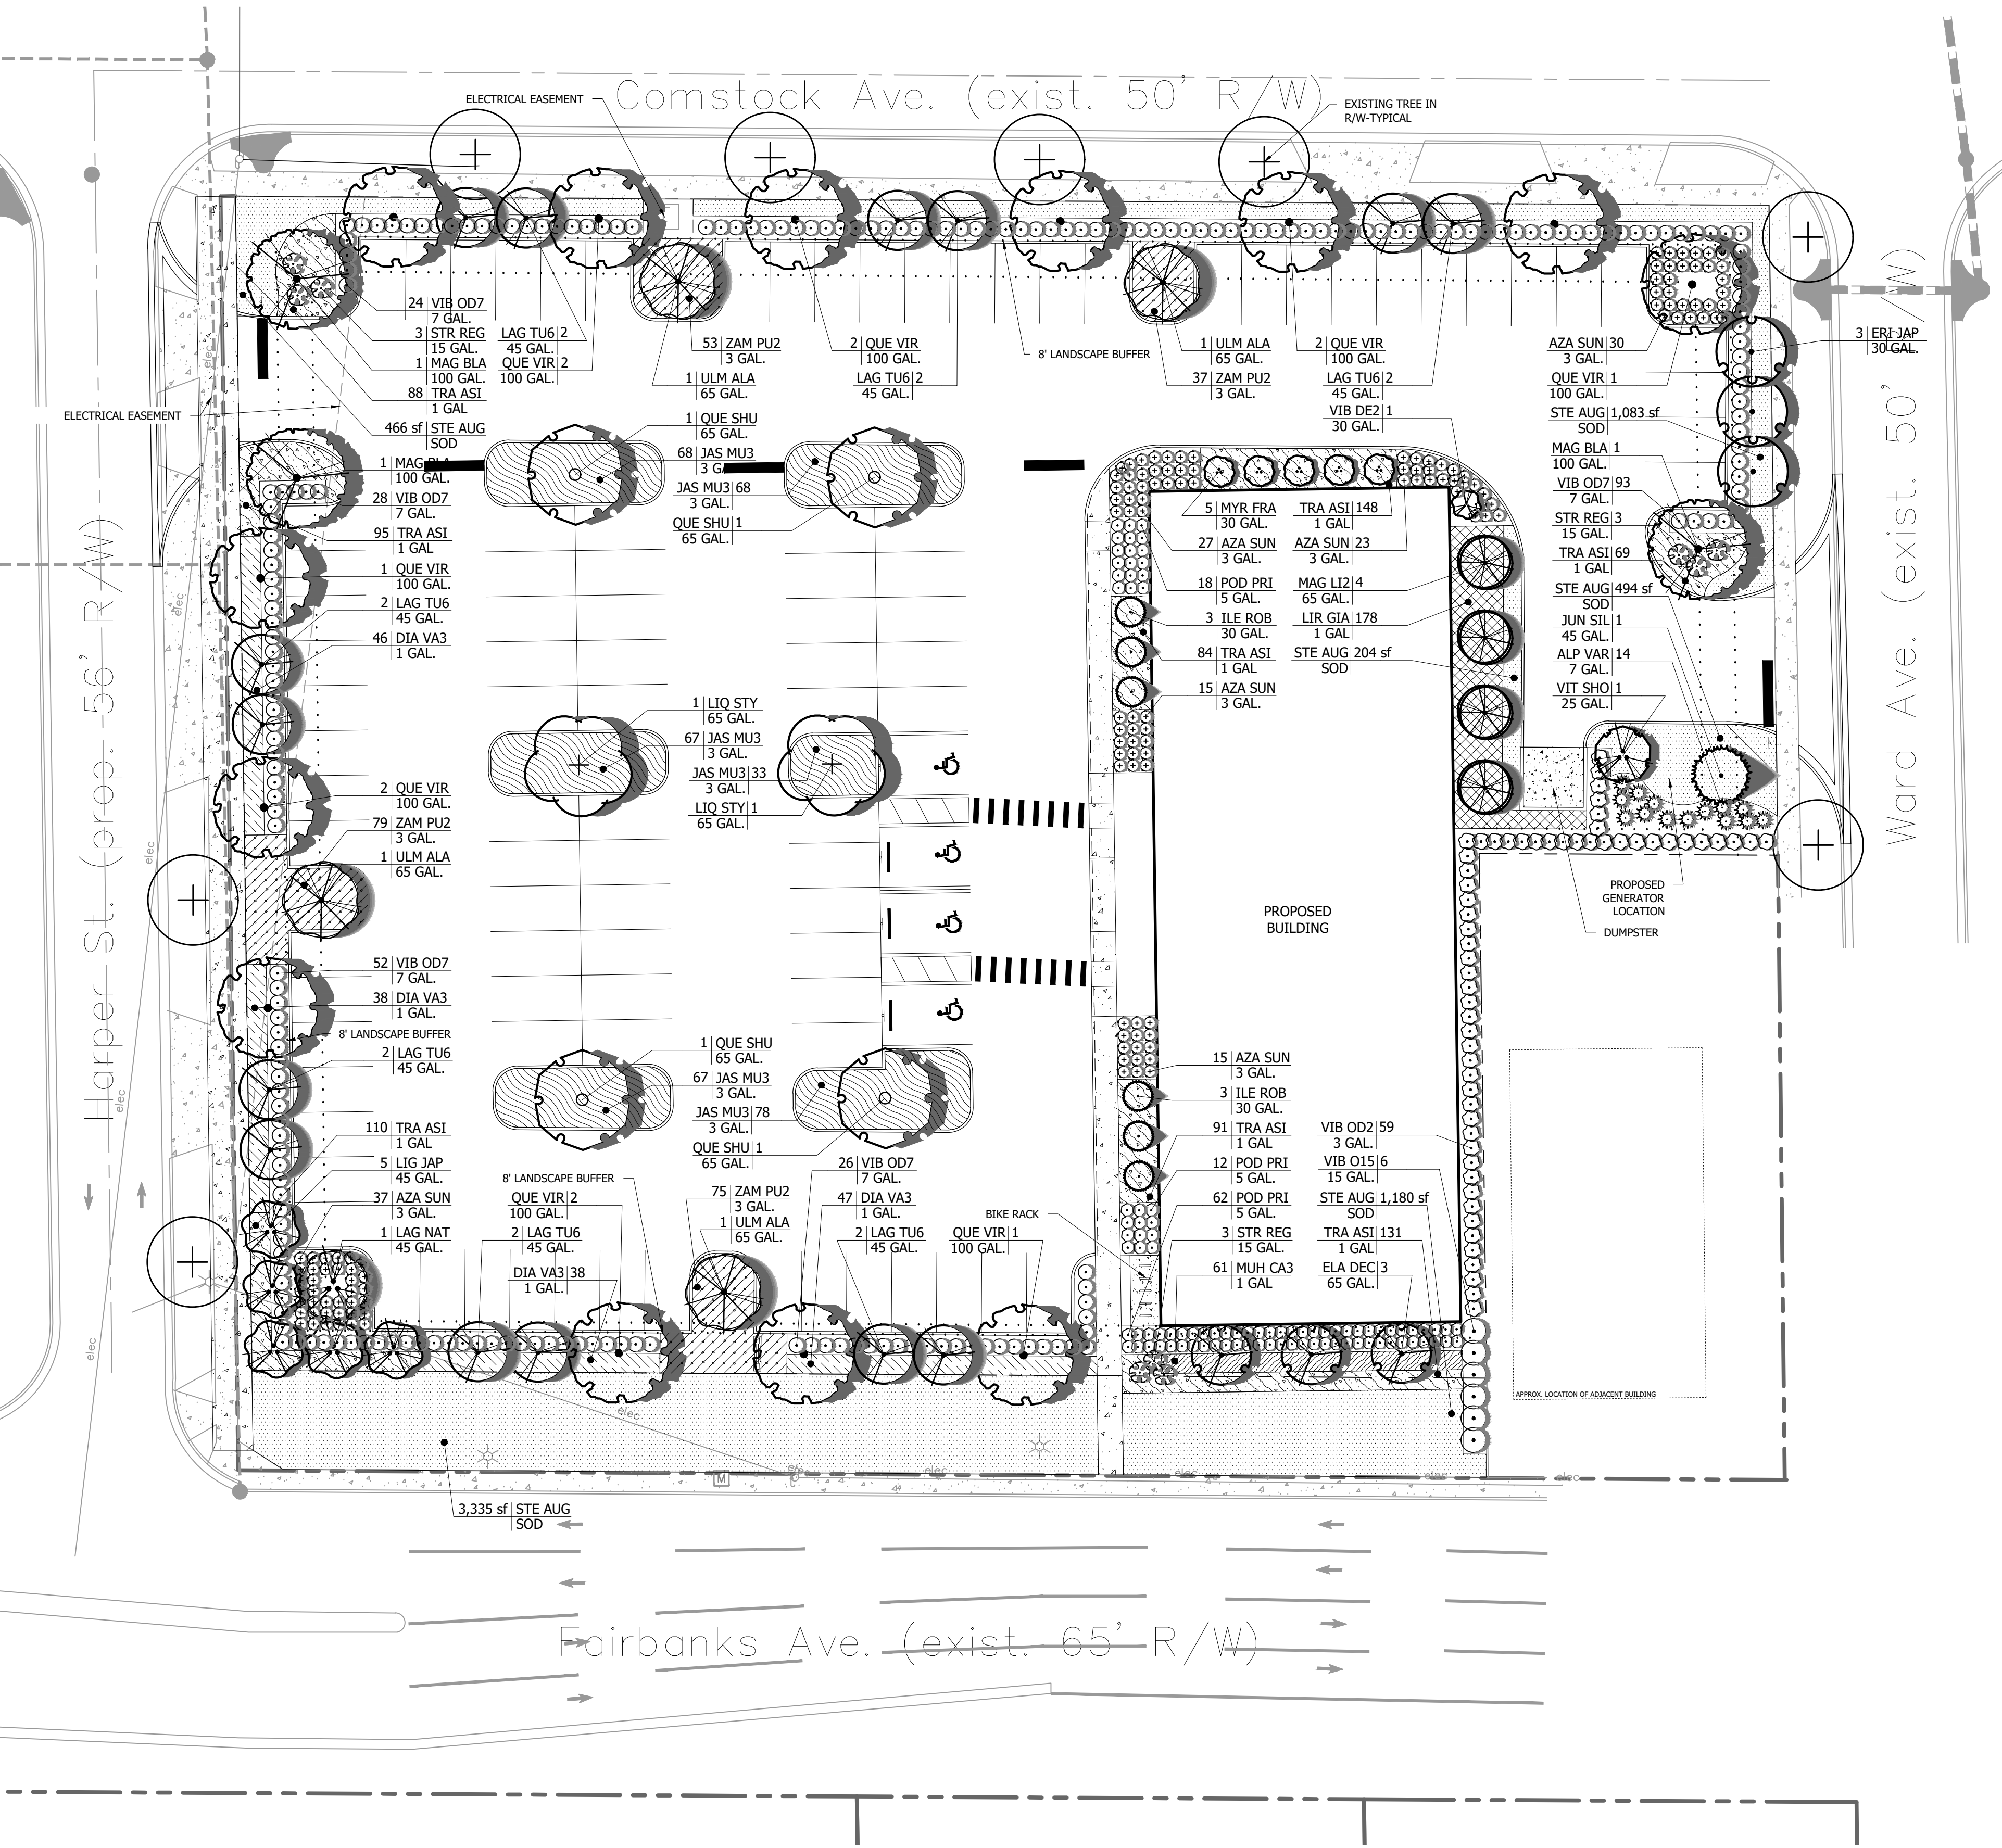 Comstock Ave. (exist. 50' R/W)
ELECTRICAL EASEMENT
EXISTING TREE IN
R/W-TYPICAL
24 VIB OD7
7 GAL.
3 STR REG
15 GAL.
1 MAG BLA
100 GAL.
88 TRA ASI
1 GAL
466 sf STE AUG
SOD
LAG TU6 2
45 GAL.
QUE VIR 2
100 GAL.
53 ZAM PU2
3 GAL.
1 ULM ALA
65 GAL.
2 QUE VIR
100 GAL.
LAG TU6 2
45 GAL.
8' LANDSCAPE BUFFER
1 ULM ALA
65 GAL.
37 ZAM PU2
3 GAL.
2 QUE VIR
100 GAL.
LAG TU6 2
45 GAL.
VIB DE2 1
30 GAL.
AZA SUN 30
3 GAL.
QUE VIR 1
100 GAL.
STE AUG 1,083 sf
SOD
MAG BLA 1
100 GAL.
VIB OD7 93
7 GAL.
STR REG 3
15 GAL.
TRA ASI 69
1 GAL
STE AUG 494 sf
SOD
JUN SIL 1
45 GAL.
ALP VAR 14
7 GAL.
VIT SHO 1
25 GAL.
3 ERI JAP
30 GAL.
Ward Ave. (exist. 50' R/W)
ELECTRICAL EASEMENT
Harper St. (prop. 56' R/W)
1 MAG BLA
100 GAL.
28 VIB OD7
7 GAL.
95 TRA ASI
1 GAL
1 QUE VIR
100 GAL.
2 LAG TU6
45 GAL.
46 DIA VA3
1 GAL.
2 QUE VIR
100 GAL.
79 ZAM PU2
3 GAL.
1 ULM ALA
65 GAL.
52 VIB OD7
7 GAL.
38 DIA VA3
1 GAL.
8' LANDSCAPE BUFFER
2 LAG TU6
45 GAL.
110 TRA ASI
1 GAL
5 LIG JAP
45 GAL.
37 AZA SUN
3 GAL.
1 LAG NAT
45 GAL.
1 QUE SHU
65 GAL.
68 JAS MU3
3 GAL.
JAS MU3 68
3 GAL.
QUE SHU 1
65 GAL.
1 LIQ STY
65 GAL.
67 JAS MU3
3 GAL.
JAS MU3 33
3 GAL.
LIQ STY 1
65 GAL.
1 QUE SHU
65 GAL.
67 JAS MU3
3 GAL.
JAS MU3 78
3 GAL.
QUE SHU 1
65 GAL.
5 MYR FRA
30 GAL.
27 AZA SUN
3 GAL.
18 POD PRI
5 GAL.
3 ILE ROB
30 GAL.
84 TRA ASI
1 GAL
15 AZA SUN
3 GAL.
TRA ASI 148
1 GAL
AZA SUN 23
3 GAL.
MAG LI2 4
65 GAL.
LIR GIA 178
1 GAL
STE AUG 204 sf
SOD
PROPOSED
BUILDING
PROPOSED
GENERATOR
LOCATION
DUMPSTER
15 AZA SUN
3 GAL.
3 ILE ROB
30 GAL.
91 TRA ASI
1 GAL
12 POD PRI
5 GAL.
62 POD PRI
5 GAL.
3 STR REG
15 GAL.
61 MUH CA3
1 GAL
VIB OD2 59
3 GAL.
VIB O15 6
15 GAL.
STE AUG 1,180 sf
SOD
TRA ASI 131
1 GAL
ELA DEC 3
65 GAL.
BIKE RACK
8' LANDSCAPE BUFFER
QUE VIR 2
100 GAL.
2 LAG TU6
45 GAL.
DIA VA3 38
1 GAL.
75 ZAM PU2
3 GAL.
1 ULM ALA
65 GAL.
26 VIB OD7
7 GAL.
47 DIA VA3
1 GAL.
2 LAG TU6
45 GAL.
QUE VIR 1
100 GAL.
APPROX. LOCATION OF ADJACENT BUILDING
elec
elec
elec
elec
elec
elec
elec
elec
elec
elec
elec
elec
M
3,335 sf STE AUG
SOD
Fairbanks Ave. (exist. 65' R/W)